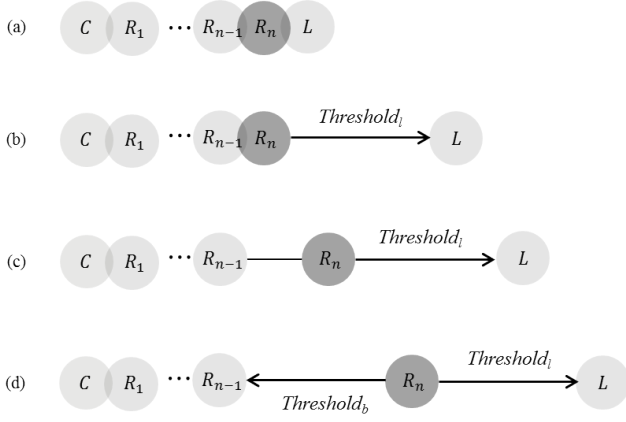 (a) C R₁ ··· Rₙ₋₁ Rₙ L
Thresholdₗ
(b) C R₁ ··· Rₙ₋₁ Rₙ L
Thresholdₗ
(c) C R₁ ··· Rₙ₋₁ Rₙ L
Thresholdₗ
(d) C R₁ ··· Rₙ₋₁ Rₙ L
Threshold_b